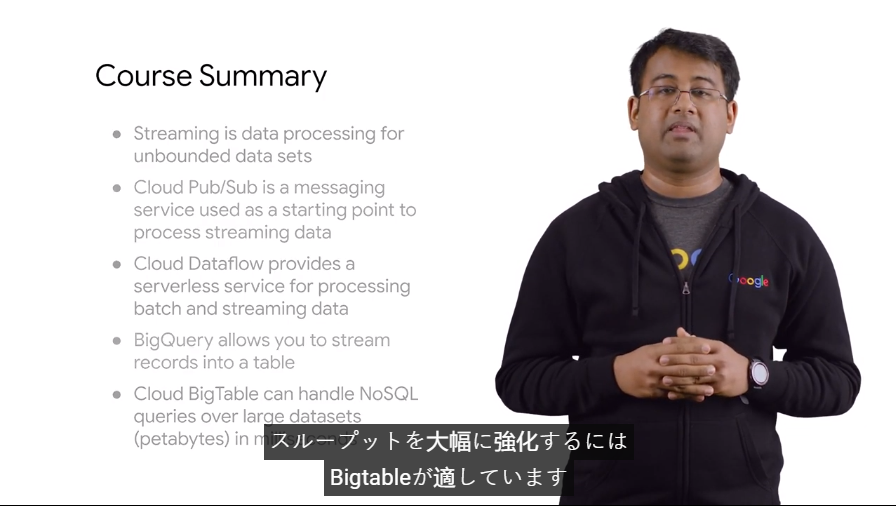 Course Summary
Streaming is data processing for
unbounded data sets
Cloud Pub/Sub is a messaging
service used as a starting point to
process streaming data
Cloud Dataflow provides a
serverless service for processing
batch and streaming data
BigQuery allows you to stream
records into a table
Cloud BigTable can handle NoSQL
queries over large datasets
(petabytes) in
Google
スループットを大幅に強化するには
Bigtableが適しています